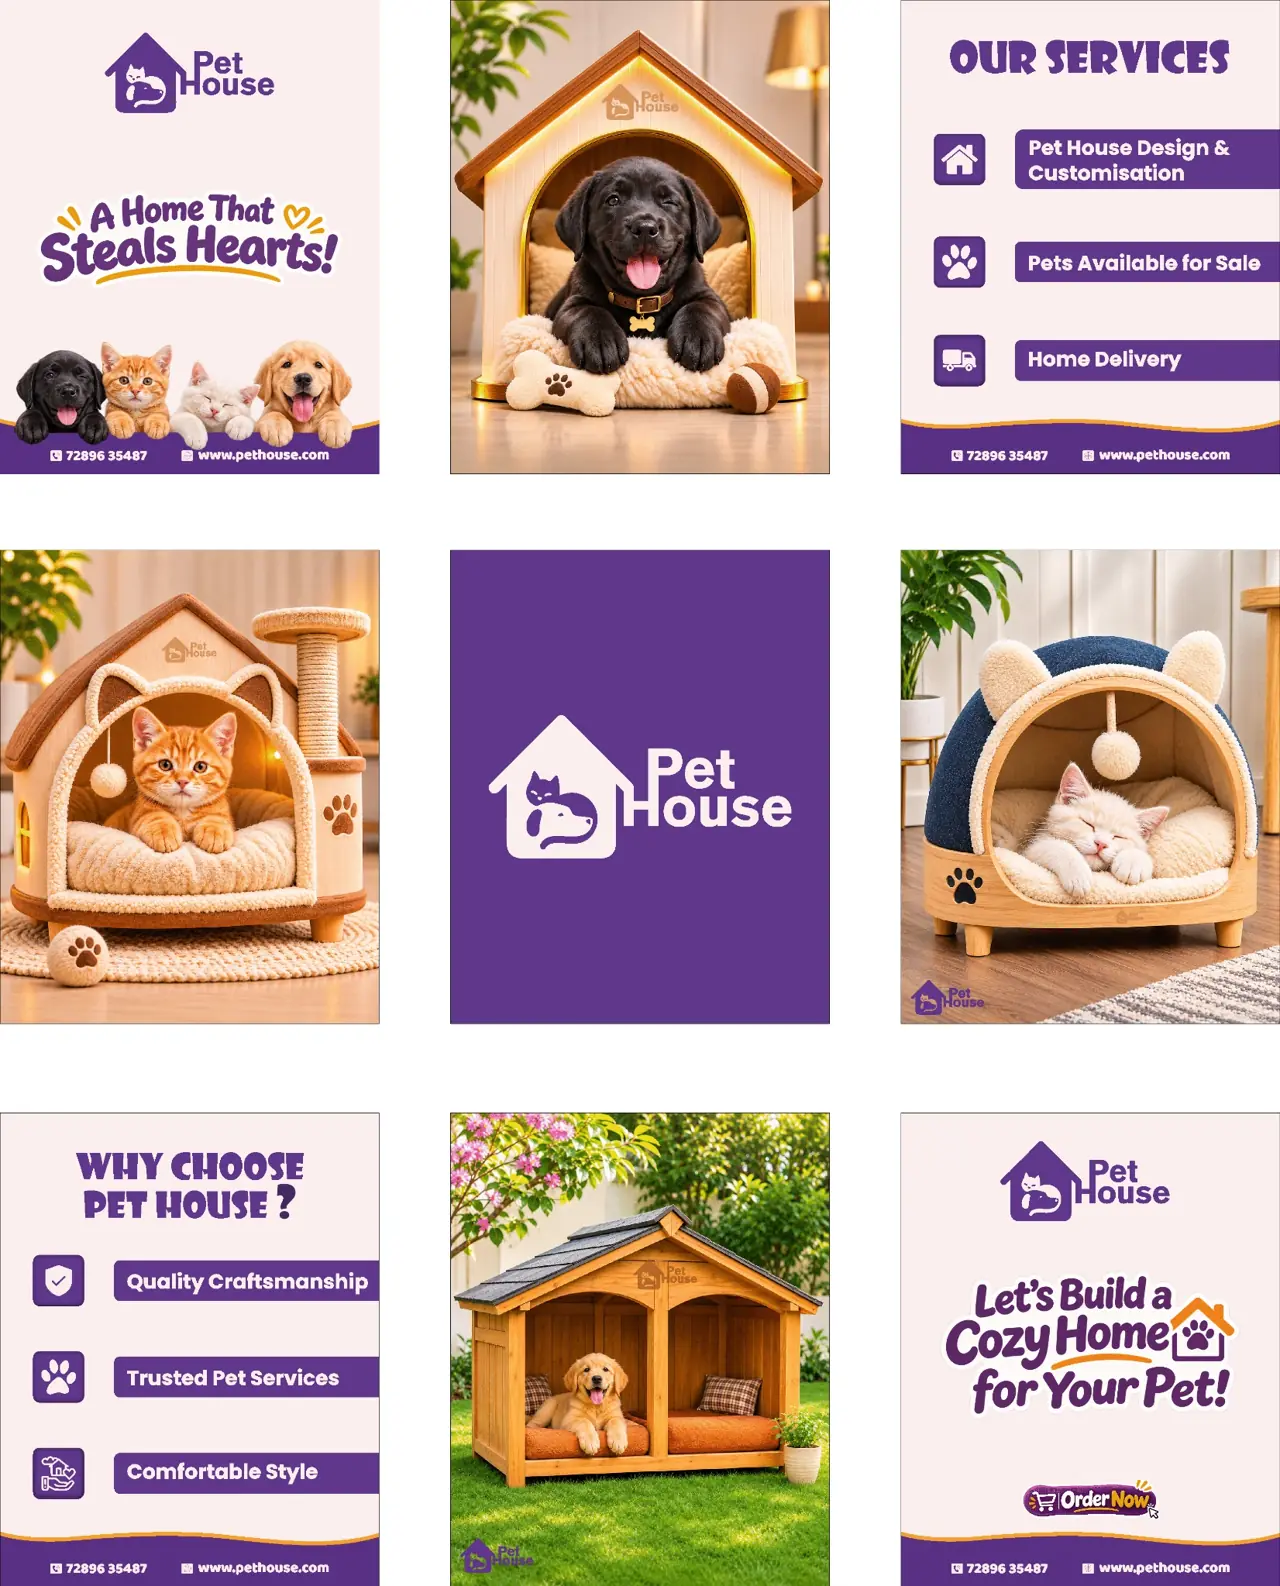 Pet
House
A Home That
Steals Hearts!
72896 35487
www.pethouse.com
Pet
House
OUR SERVICES
Pet House Design &
Customisation
Pets Available for Sale
Home Delivery
72896 35487
www.pethouse.com
Pet
House
Pet
House
Pet
House
WHY CHOOSE
PET HOUSE ?
Quality Craftsmanship
Trusted Pet Services
Comfortable Style
72896 35487
www.pethouse.com
Pet
House
Pet
House
Pet
House
Let's Build a
Cozy Home
for Your Pet!
Order Now
72896 35487
www.pethouse.com